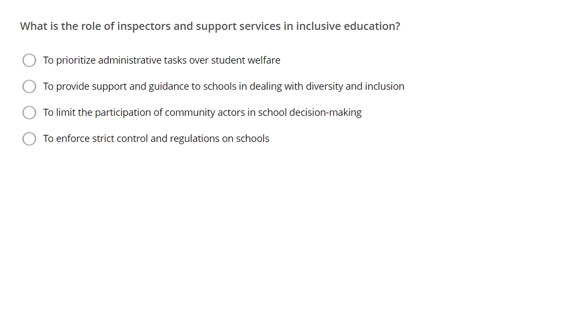 What is the role of inspectors and support services in inclusive education?
To prioritize administrative tasks over student welfare
To provide support and guidance to schools in dealing with diversity and inclusion
To limit the participation of community actors in school decision-making
To enforce strict control and regulations on schools